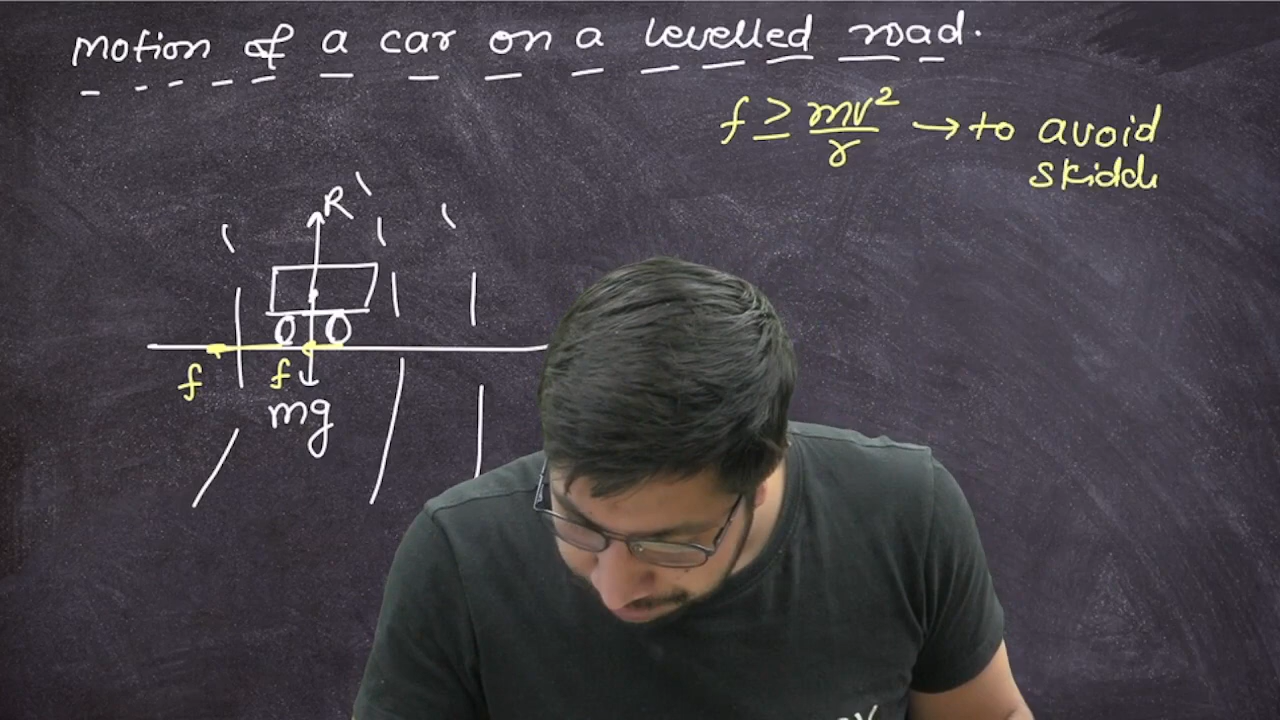 motion of a car on a levelled road.
f ≥ mv²/r → to avoid
skiddi
R
f
f
mg